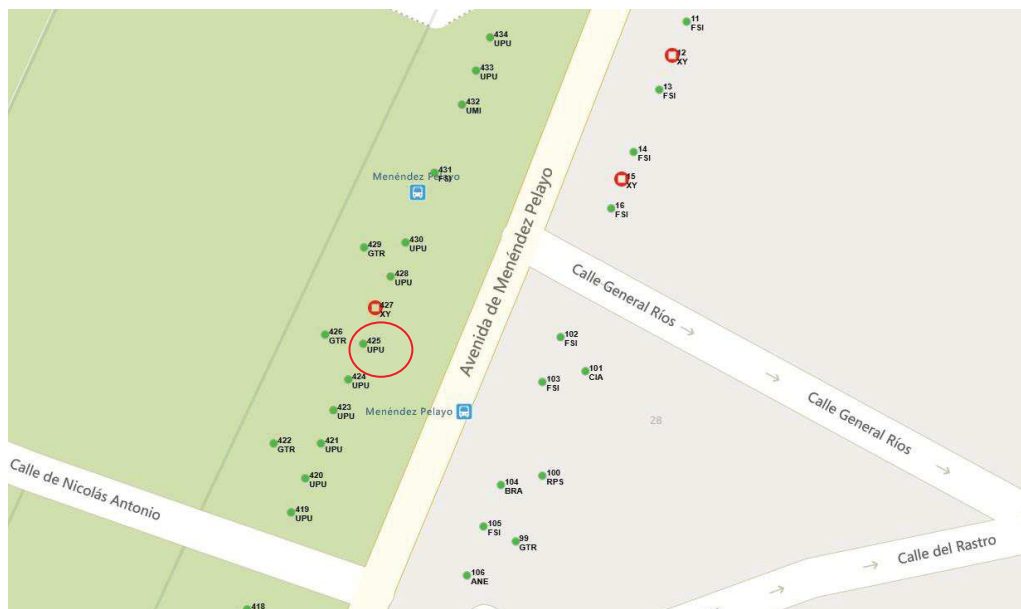 434
UPU
433
UPU
432
UMI
431
FSI
Menéndez Pelayo
429
GTR
430
UPU
428
UPU
427
XY
426
GTR
425
UPU
424
UPU
423
UPU
422
GTR
421
UPU
420
UPU
419
UPU
418
Calle de Nicolás Antonio
Avenida de Menéndez Pelayo
Menéndez Pelayo
11
FSI
12
XY
13
FSI
14
FSI
15
XY
16
FSI
Calle General Ríos
Calle General Ríos
102
FSI
101
CIA
103
FSI
28
100
RPS
104
BRA
105
FSI
99
GTR
106
ANE
Calle del Rastro